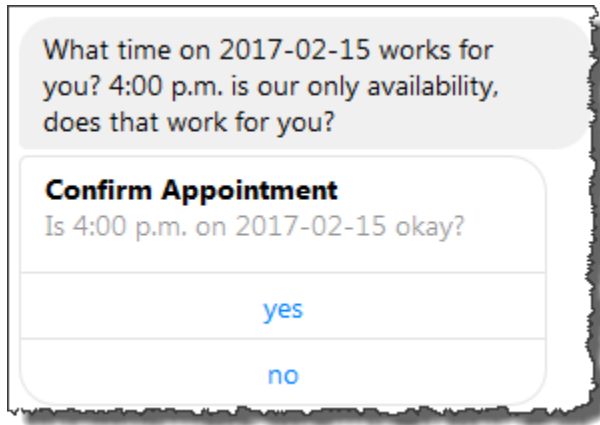 What time on 2017-02-15 works for
you? 4:00 p.m. is our only availability,
does that work for you?
Confirm Appointment
Is 4:00 p.m. on 2017-02-15 okay?
yes
no